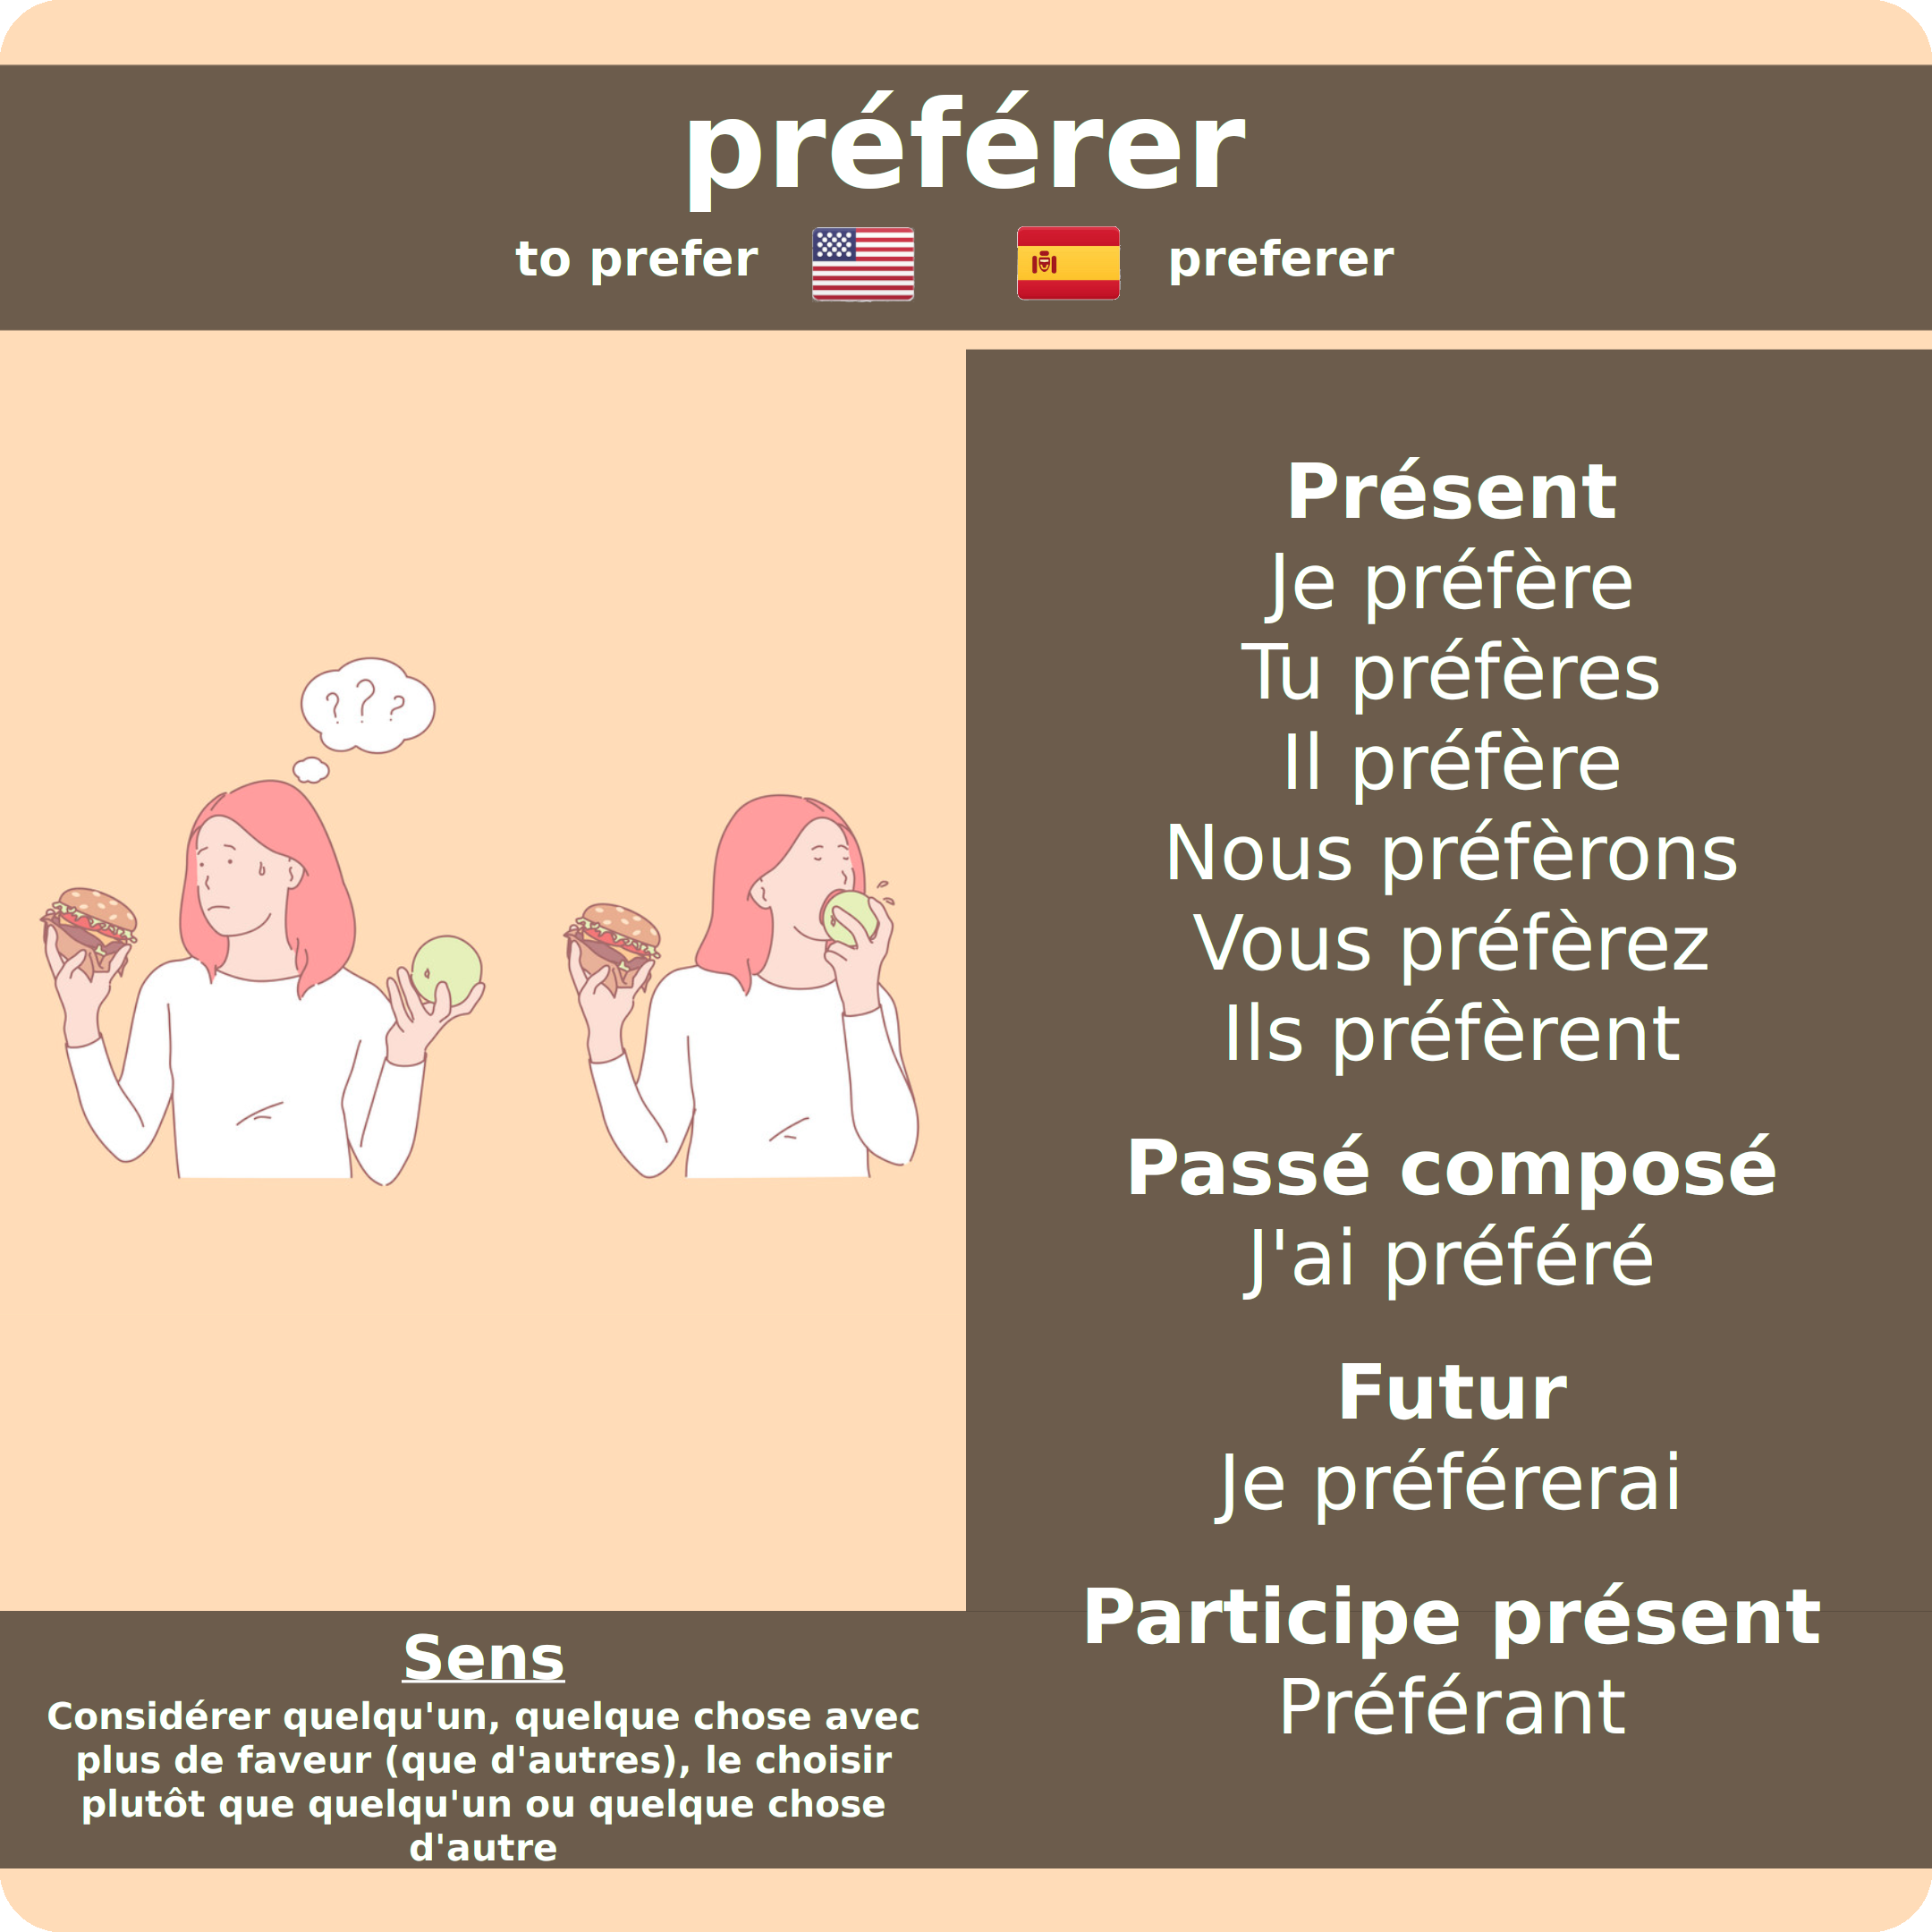 préférer
to prefer
preferer
Présent
Je préfère
Tu préfères
Il préfère
Nous préfèrons
Vous préfèrez
Ils préfèrent
Passé composé
J'ai préféré
Futur
Je préférerai
Participe présent
Préférant
Sens
Considérer quelqu'un, quelque chose avec
plus de faveur (que d'autres), le choisir
plutôt que quelqu'un ou quelque chose
d'autre
? ? ?